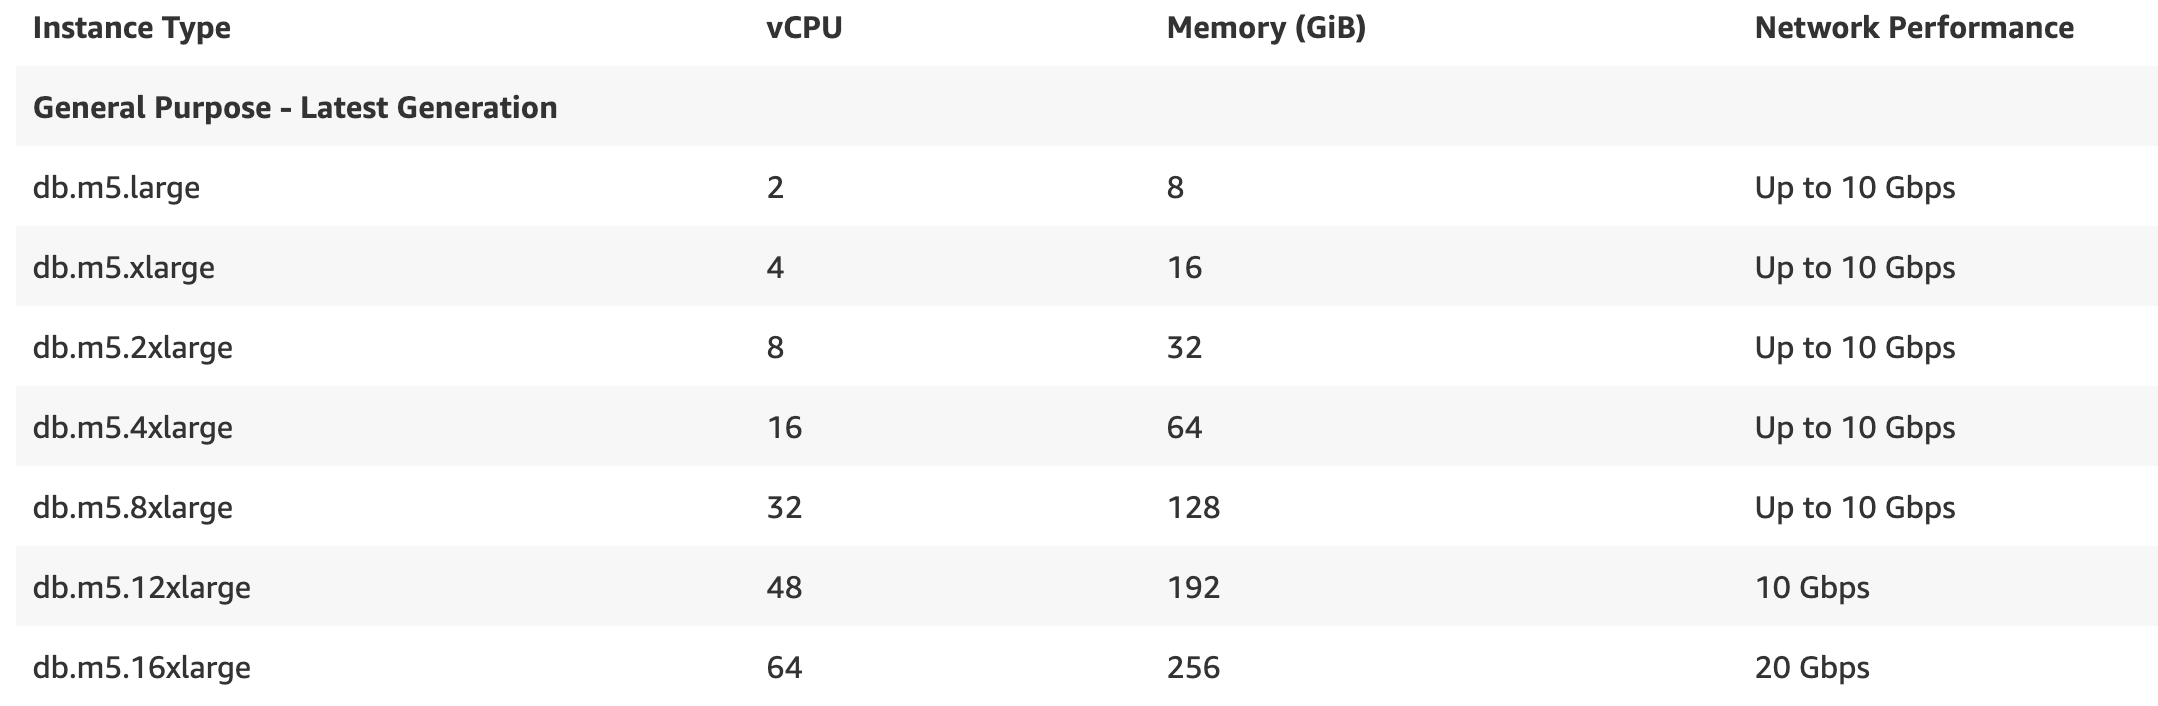 Instance Type vCPU Memory (GiB) Network Performance
General Purpose - Latest Generation
db.m5.large 2 8 Up to 10 Gbps
db.m5.xlarge 4 16 Up to 10 Gbps
db.m5.2xlarge 8 32 Up to 10 Gbps
db.m5.4xlarge 16 64 Up to 10 Gbps
db.m5.8xlarge 32 128 Up to 10 Gbps
db.m5.12xlarge 48 192 10 Gbps
db.m5.16xlarge 64 256 20 Gbps